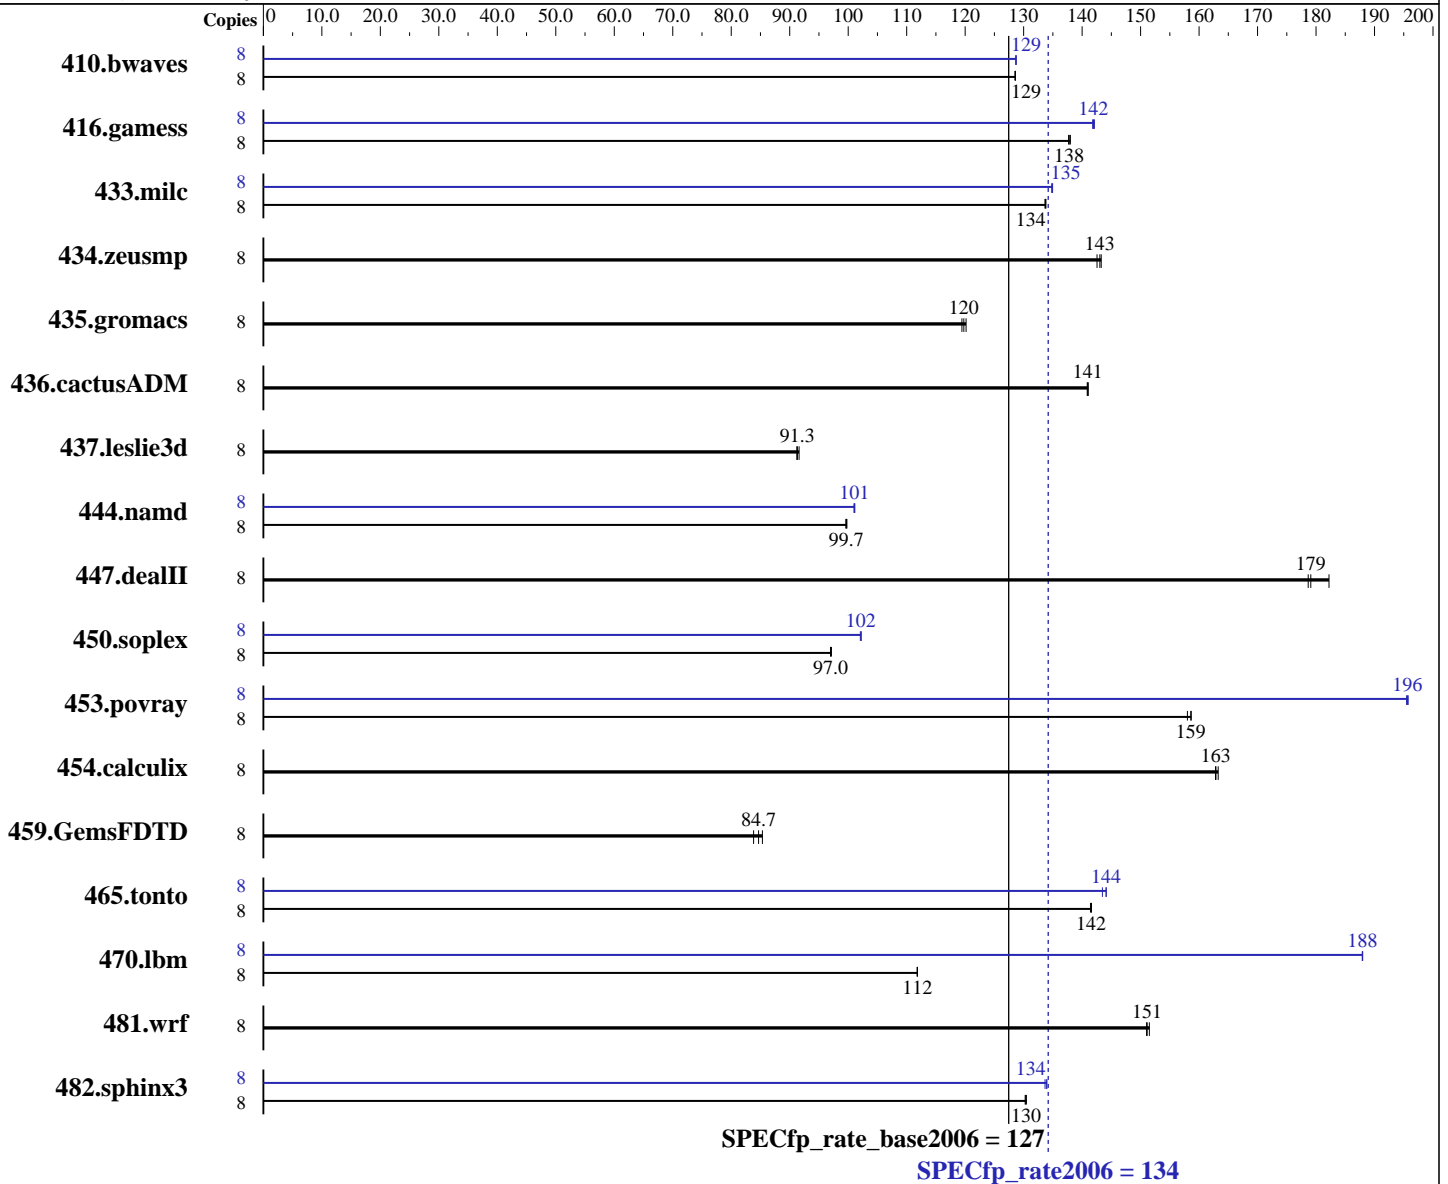 Copies 0 10.0 20.0 30.0 40.0 50.0 60.0 70.0 80.0 90.0 100 110 120 130 140 150 160 170 180 190 200
410.bwaves 8 129
8 129
416.gamess 8 142
8 138
433.milc 8 135
8 134
434.zeusmp 8 143
435.gromacs 8 120
436.cactusADM 8 141
437.leslie3d 8 91.3
444.namd 8 101
8 99.7
447.dealII 8 179
450.soplex 8 102
8 97.0
453.povray 8 196
8 159
454.calculix 8 163
459.GemsFDTD 8 84.7
465.tonto 8 144
8 142
470.lbm 8 188
8 112
481.wrf 8 151
482.sphinx3 8 134
8 130
SPECfp_rate_base2006 = 127
SPECfp_rate2006 = 134